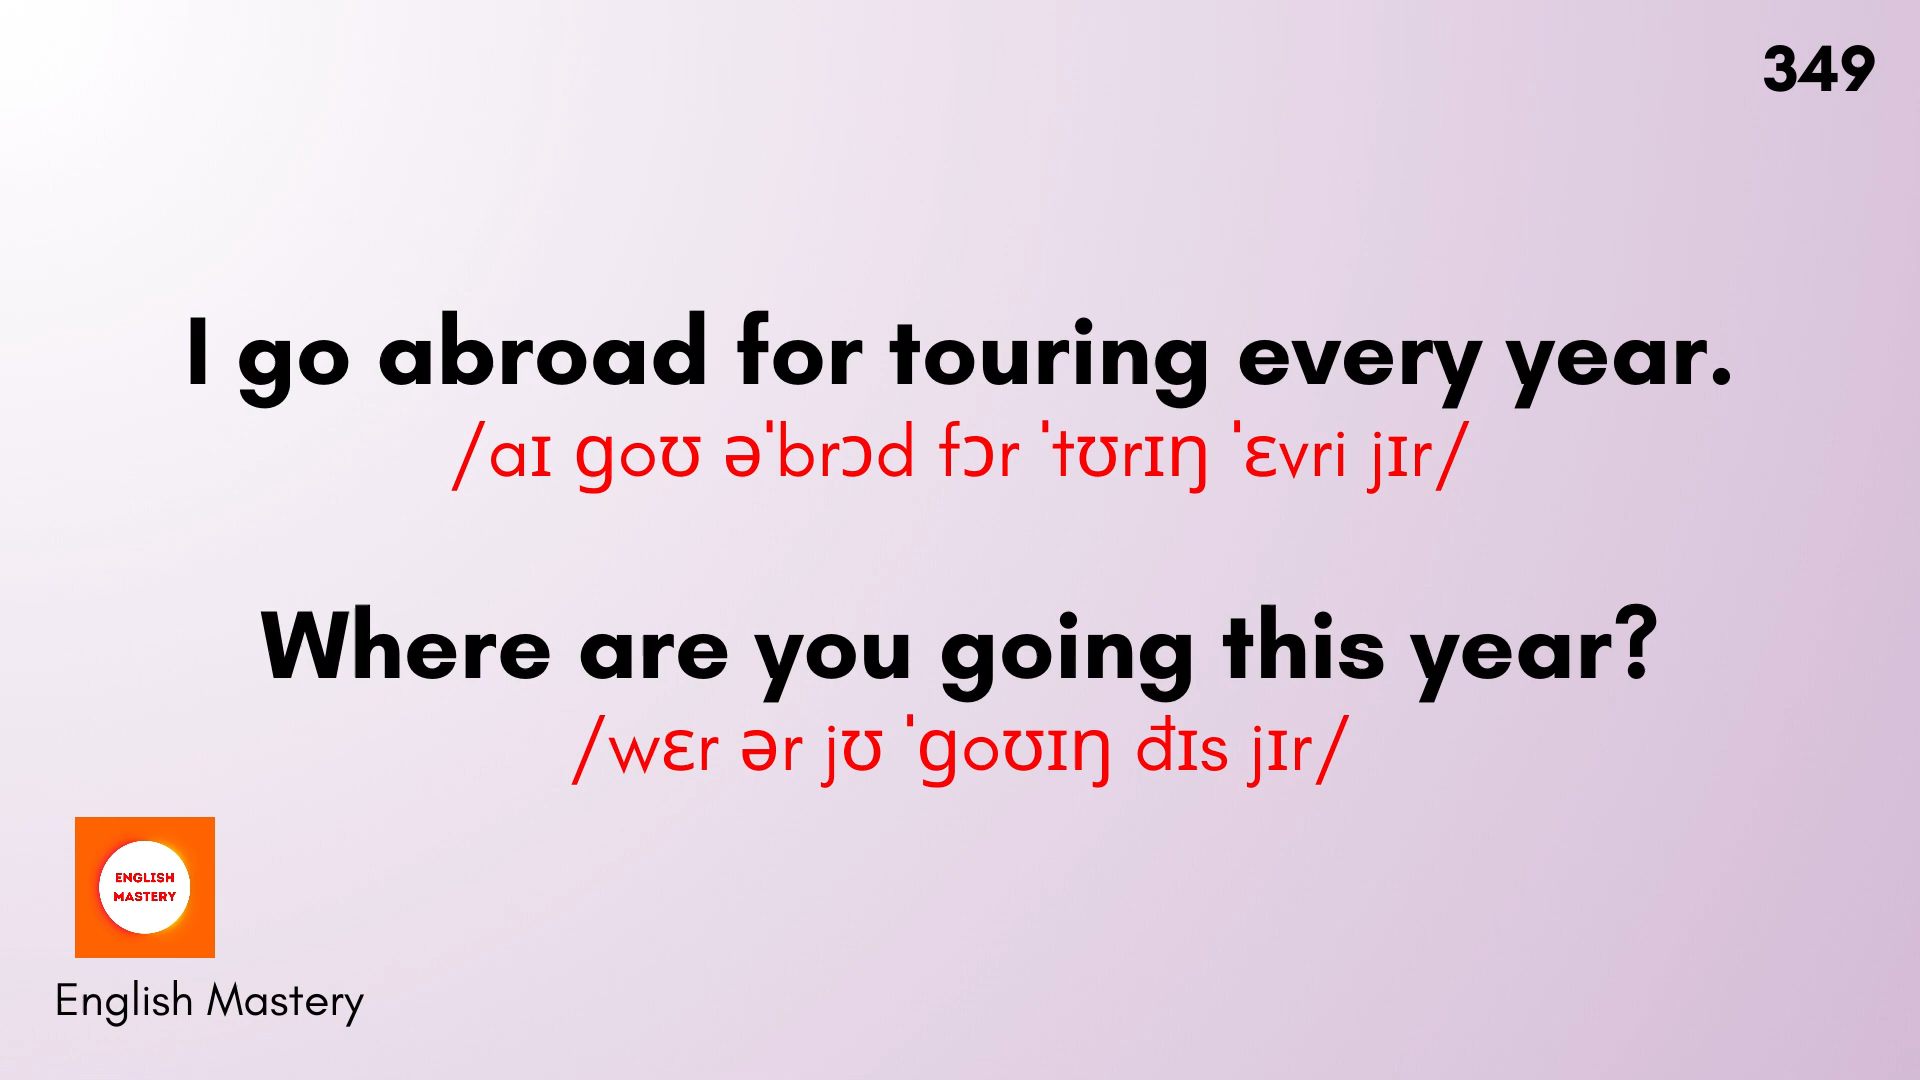 349
I go abroad for touring every year.
/aɪ goʊ əˈbrɔd fɔr ˈtʊrɪŋ ˈɛvri jɪr/
Where are you going this year?
/wɛr ər jʊ ˈgoʊɪŋ đɪs jɪr/
ENGLISH
MASTERY
English Mastery